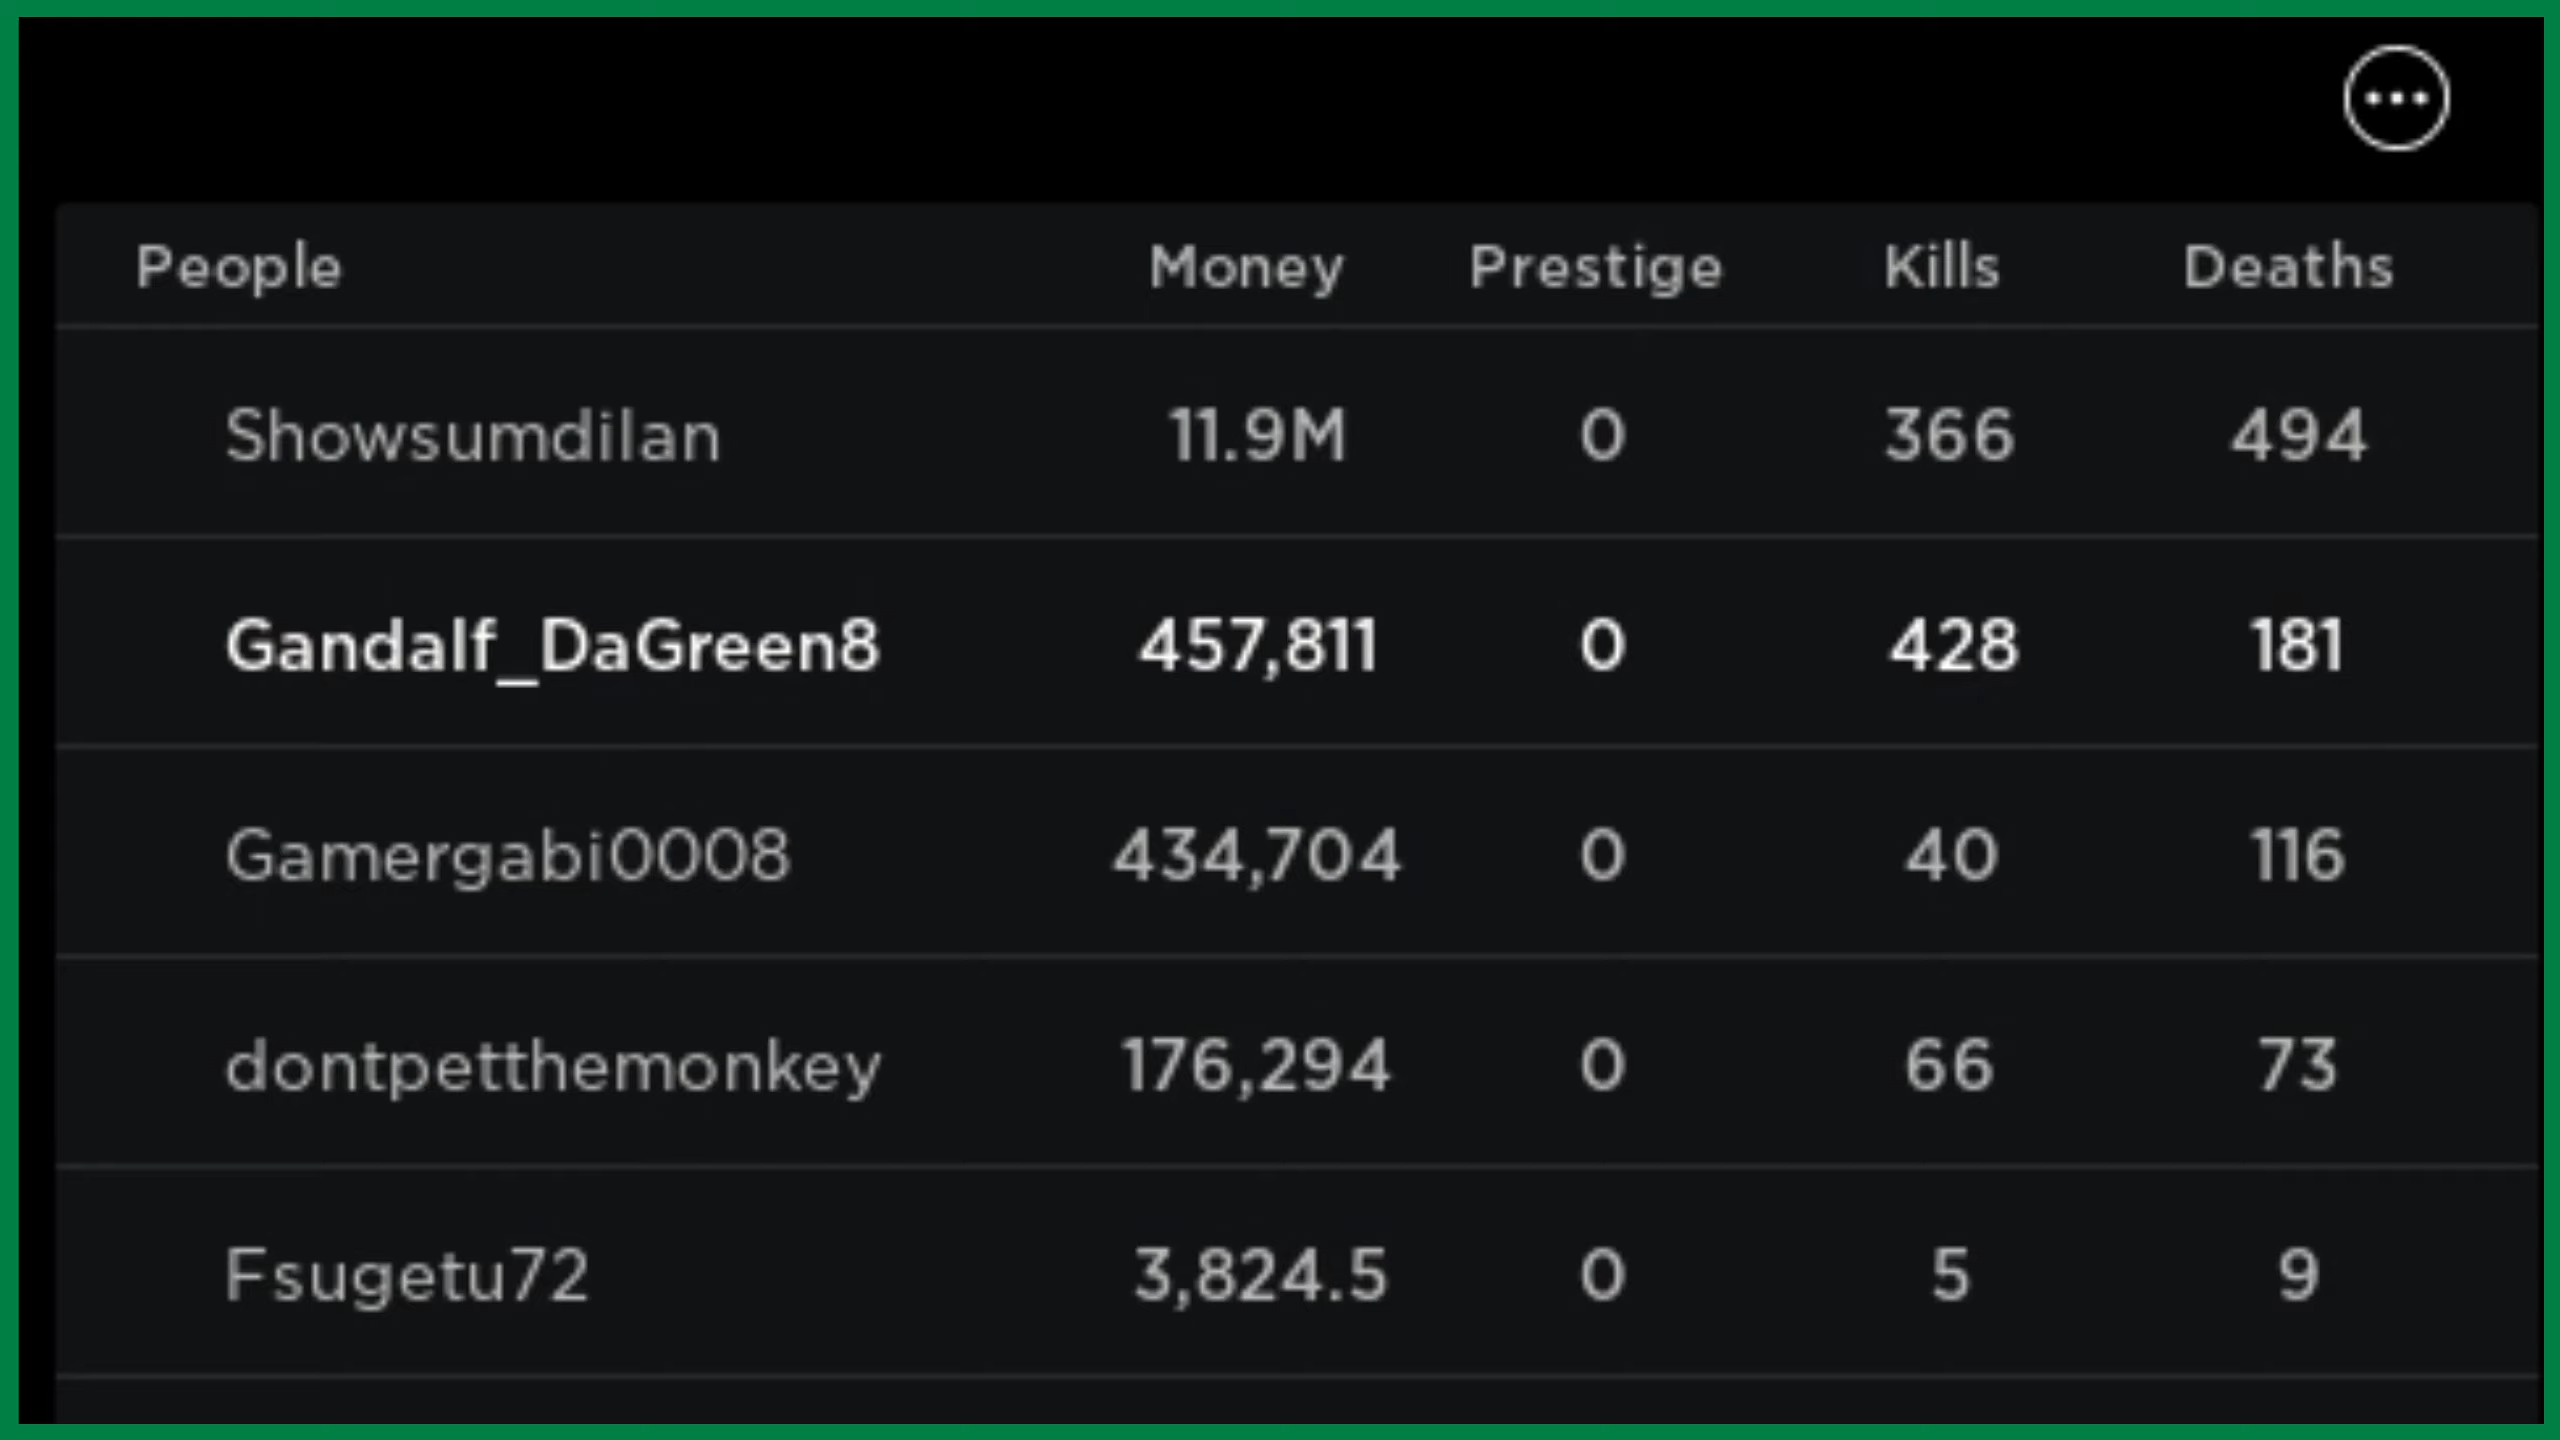 People Money Prestige Kills Deaths
Showsumdilan 11.9M 0 366 494
Gandalf_DaGreen8 457,811 0 428 181
Gamergabi0008 434,704 0 40 116
dontpetthemonkey 176,294 0 66 73
Fsugetu72 3,824.5 0 5 9